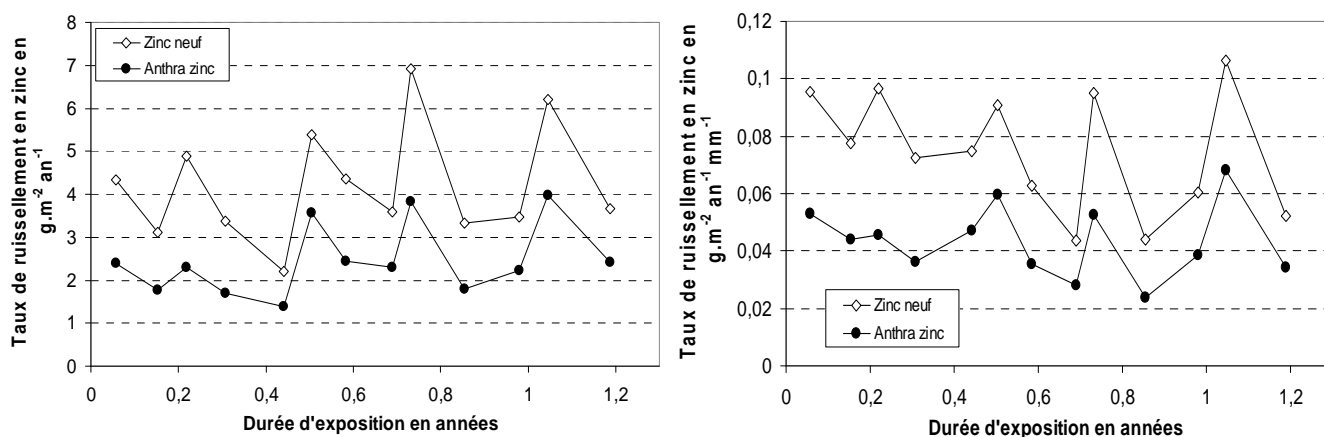 Taux de ruissellement en zinc en
g.m-2 an-1
8
7
6
5
4
3
2
1
0
Zinc neuf
Anthra zinc
0 0,2 0,4 0,6 0,8 1 1,2
Durée d'exposition en années
Taux de ruissellement en zinc en
g.m-2 an-1 mm-1
0,12
0,1
0,08
0,06
0,04
0,02
0
Zinc neuf
Anthra zinc
0 0,2 0,4 0,6 0,8 1 1,2
Durée d'exposition en années